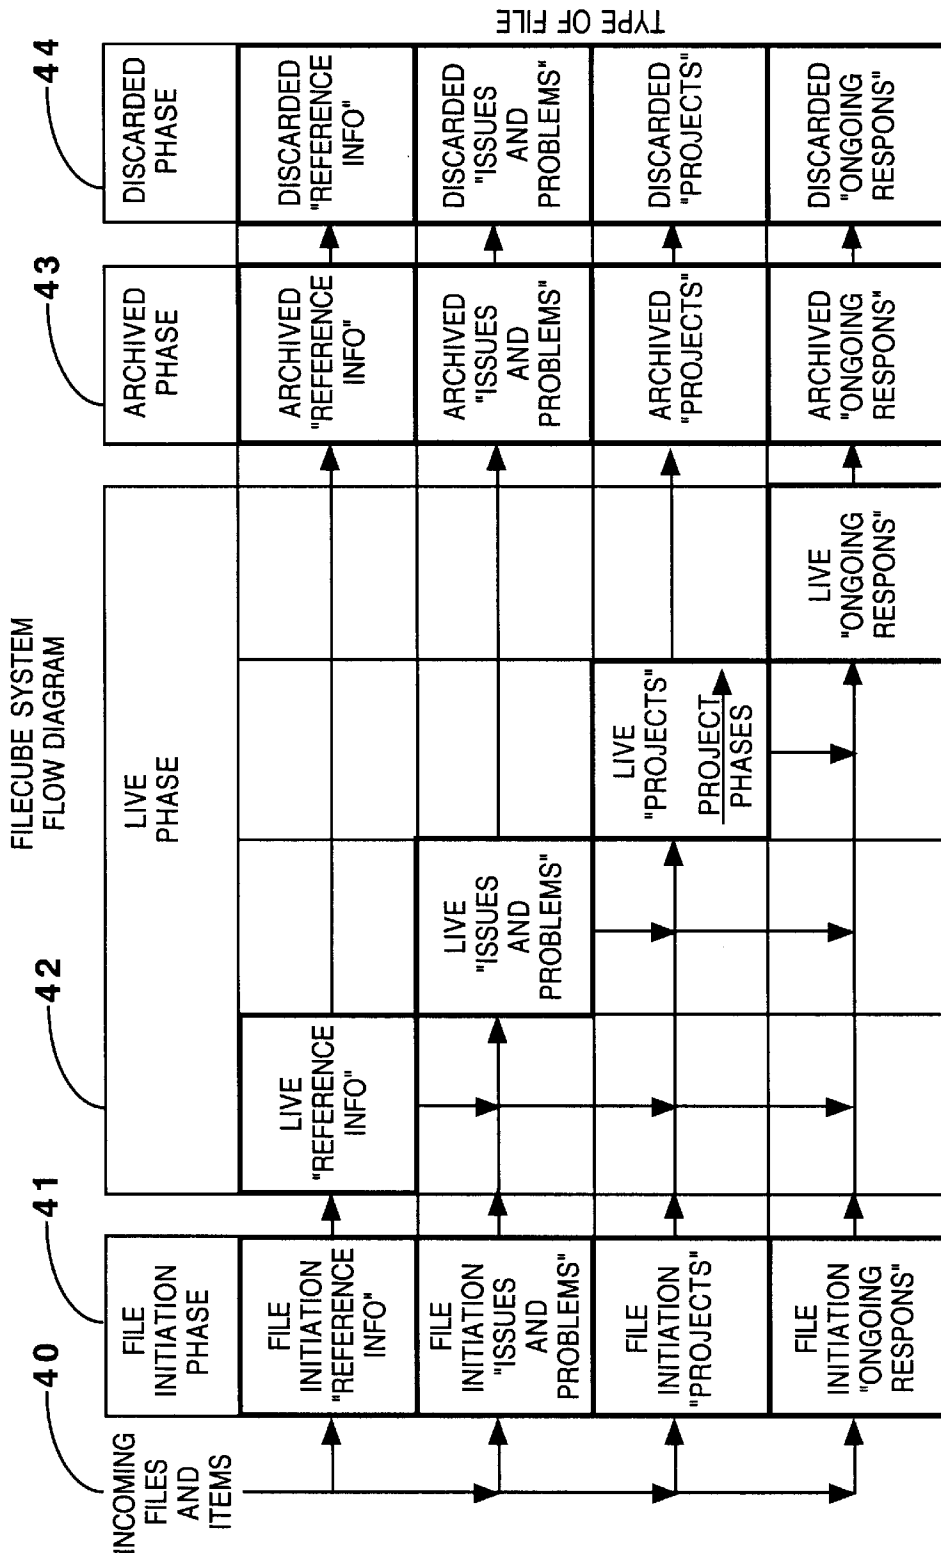 FILECUBE SYSTEM
FLOW DIAGRAM
40
41
42
43
44
INCOMING
FILES
AND
ITEMS
FILE
INITIATION
PHASE
LIVE
PHASE
ARCHIVED
PHASE
DISCARDED
PHASE
TYPE OF FILE
FILE
INITIATION
"REFERENCE
INFO"
LIVE
"REFERENCE
INFO"
ARCHIVED
"REFERENCE
INFO"
DISCARDED
"REFERENCE
INFO"
FILE
INITIATION
"ISSUES
AND
PROBLEMS"
LIVE
"ISSUES
AND
PROBLEMS"
ARCHIVED
"ISSUES
AND
PROBLEMS"
DISCARDED
"ISSUES
AND
PROBLEMS"
FILE
INITIATION
"PROJECTS"
LIVE
"PROJECTS"
PROJECT
PHASES
ARCHIVED
"PROJECTS"
DISCARDED
"PROJECTS"
FILE
INITIATION
"ONGOING
RESPONS"
LIVE
"ONGOING
RESPONS"
ARCHIVED
"ONGOING
RESPONS"
DISCARDED
"ONGOING
RESPONS"